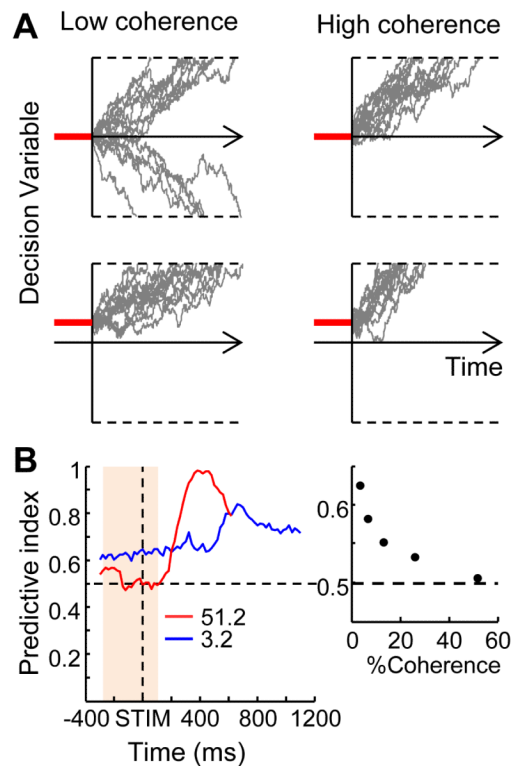 A
Low coherence
High coherence
Decision Variable
Time
B
Predictive index
1
0.8
0.6
0.4
0.2
51.2
3.2
-400 STIM 400 800 1200
Time (ms)
0.6
0.5
0 20 40 60
%Coherence